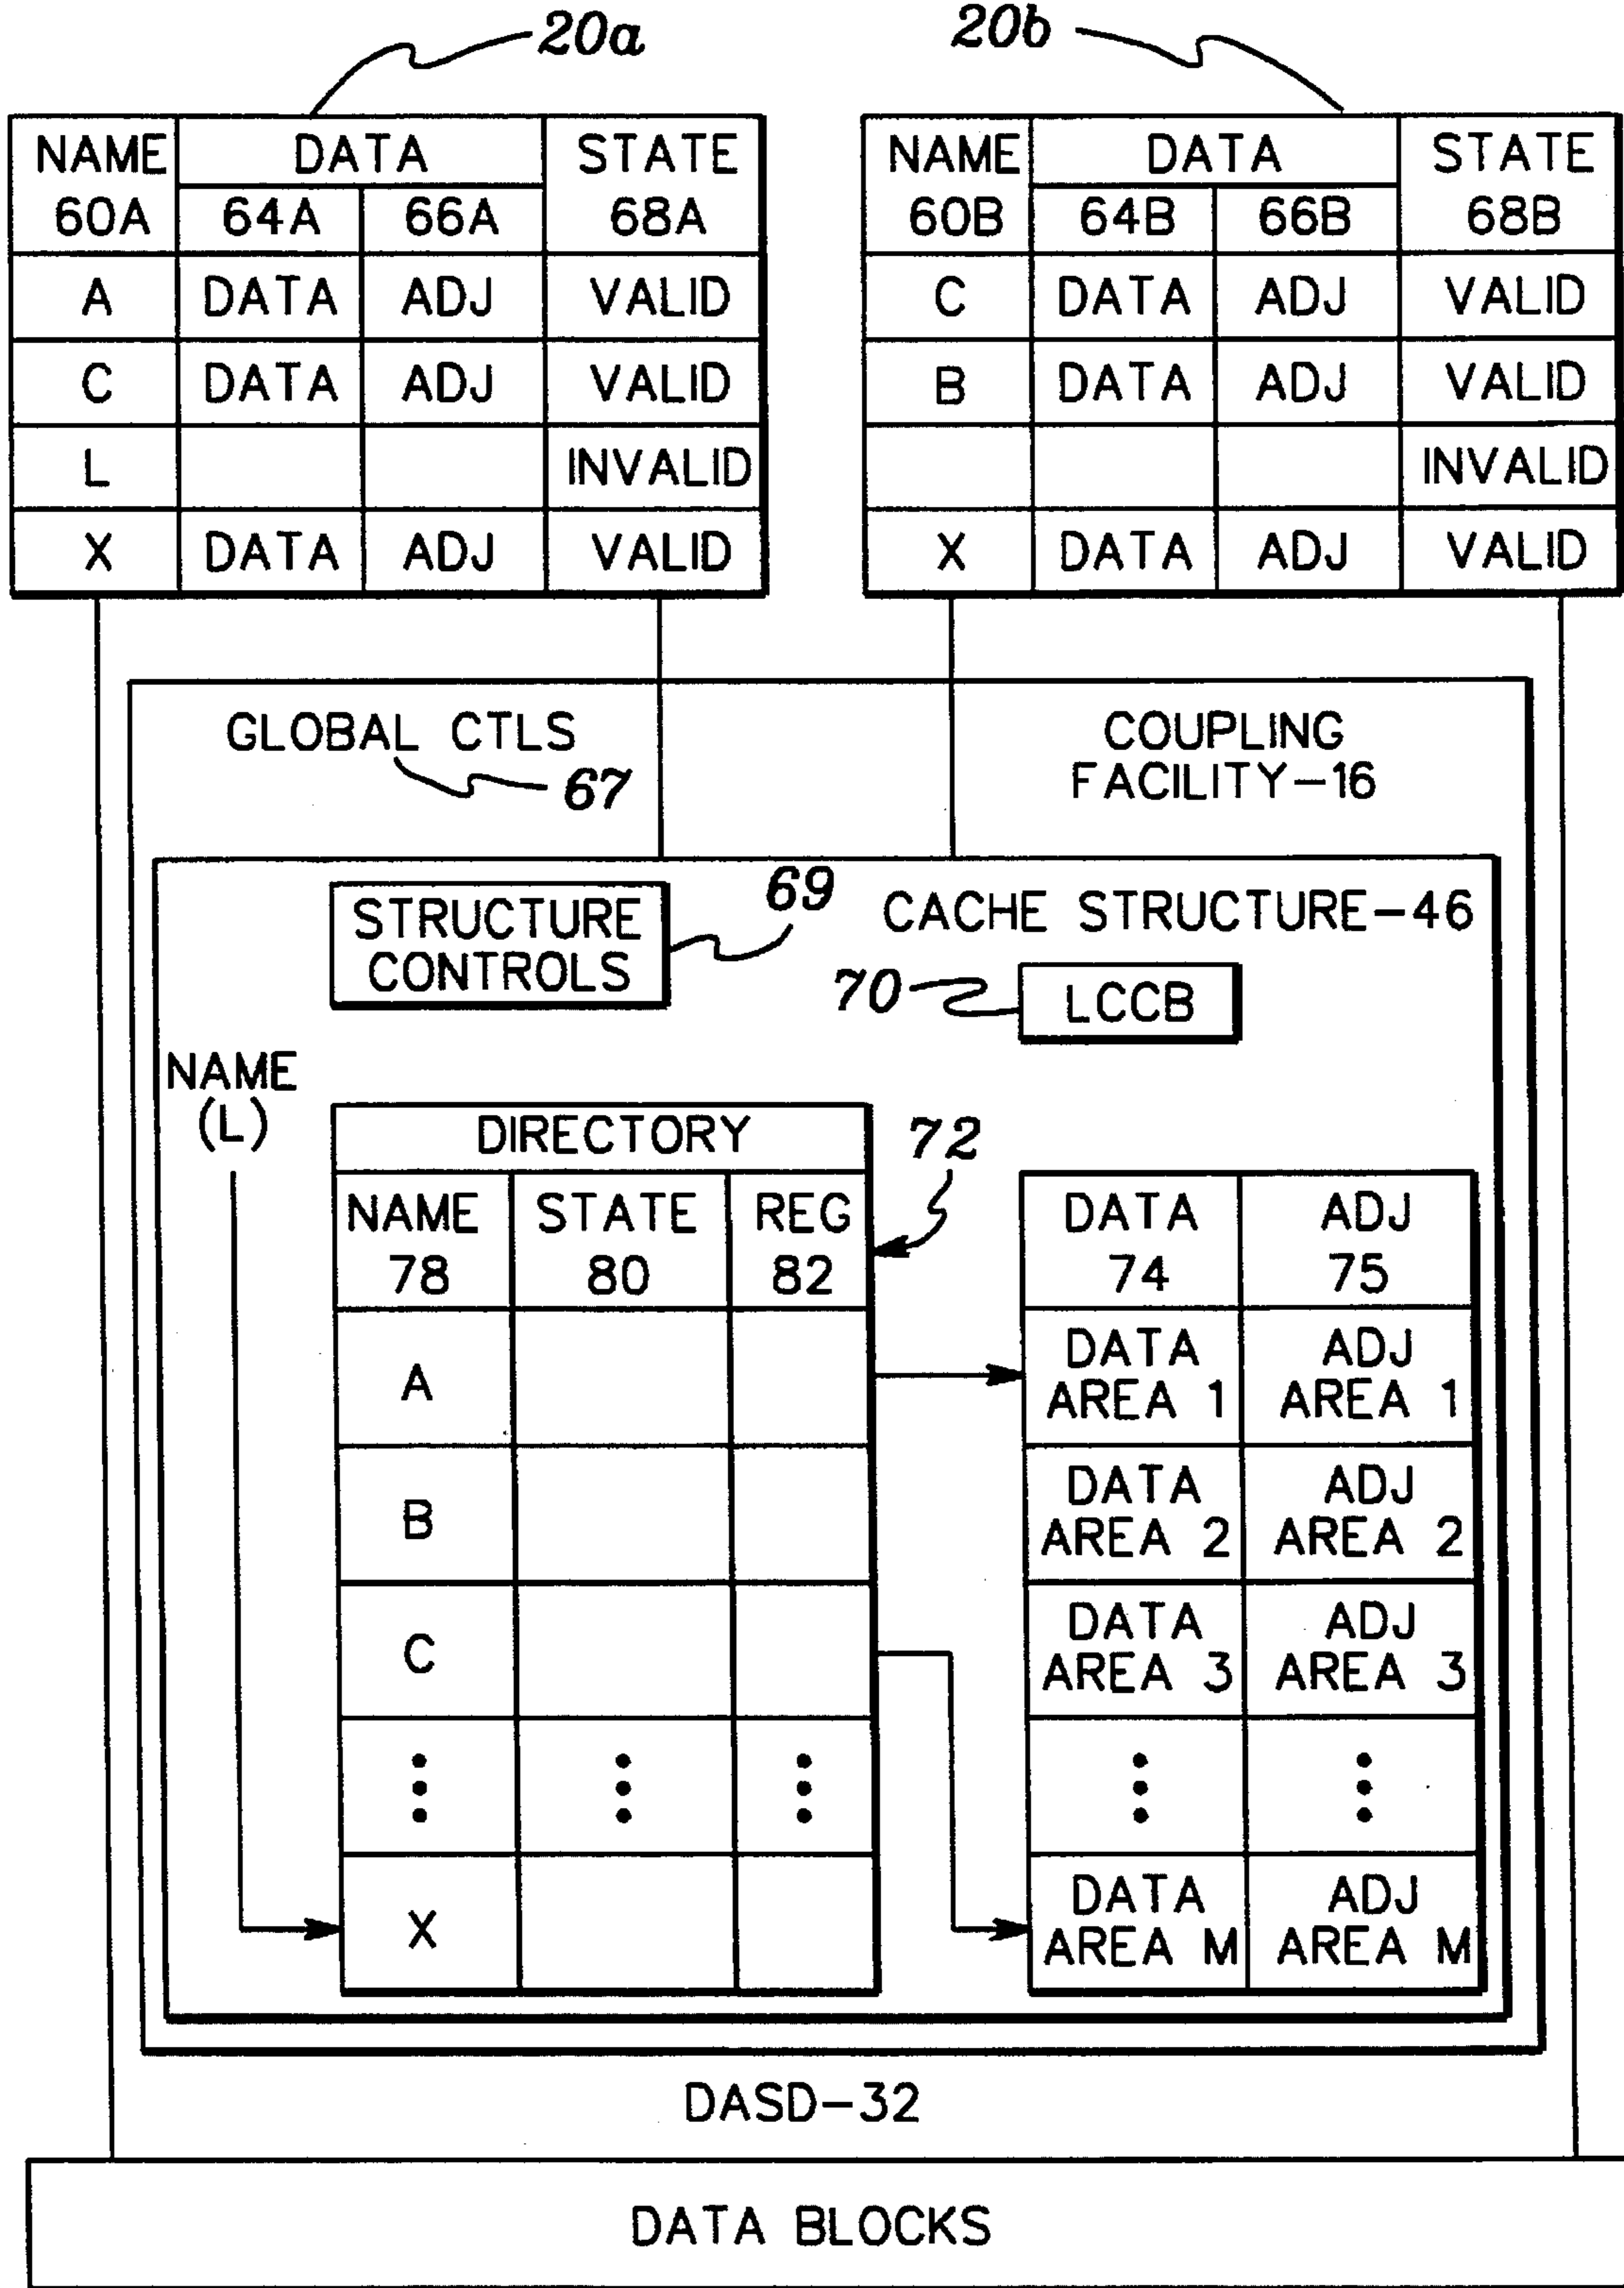 20a 20b
NAME DATA STATE
60A 64A 66A 68A
A DATA ADJ VALID
C DATA ADJ VALID
L INVALID
X DATA ADJ VALID
NAME DATA STATE
60B 64B 66B 68B
C DATA ADJ VALID
B DATA ADJ VALID
INVALID
X DATA ADJ VALID
GLOBAL CTLS
67
COUPLING
FACILITY-16
STRUCTURE
CONTROLS
69
CACHE STRUCTURE-46
70 LCCB
NAME
(L)
DIRECTORY
72
NAME STATE REG
78 80 82
A
B
C
X
DATA ADJ
74 75
DATA ADJ
AREA 1 AREA 1
DATA ADJ
AREA 2 AREA 2
DATA ADJ
AREA 3 AREA 3
DATA ADJ
AREA M AREA M
DASD-32
DATA BLOCKS